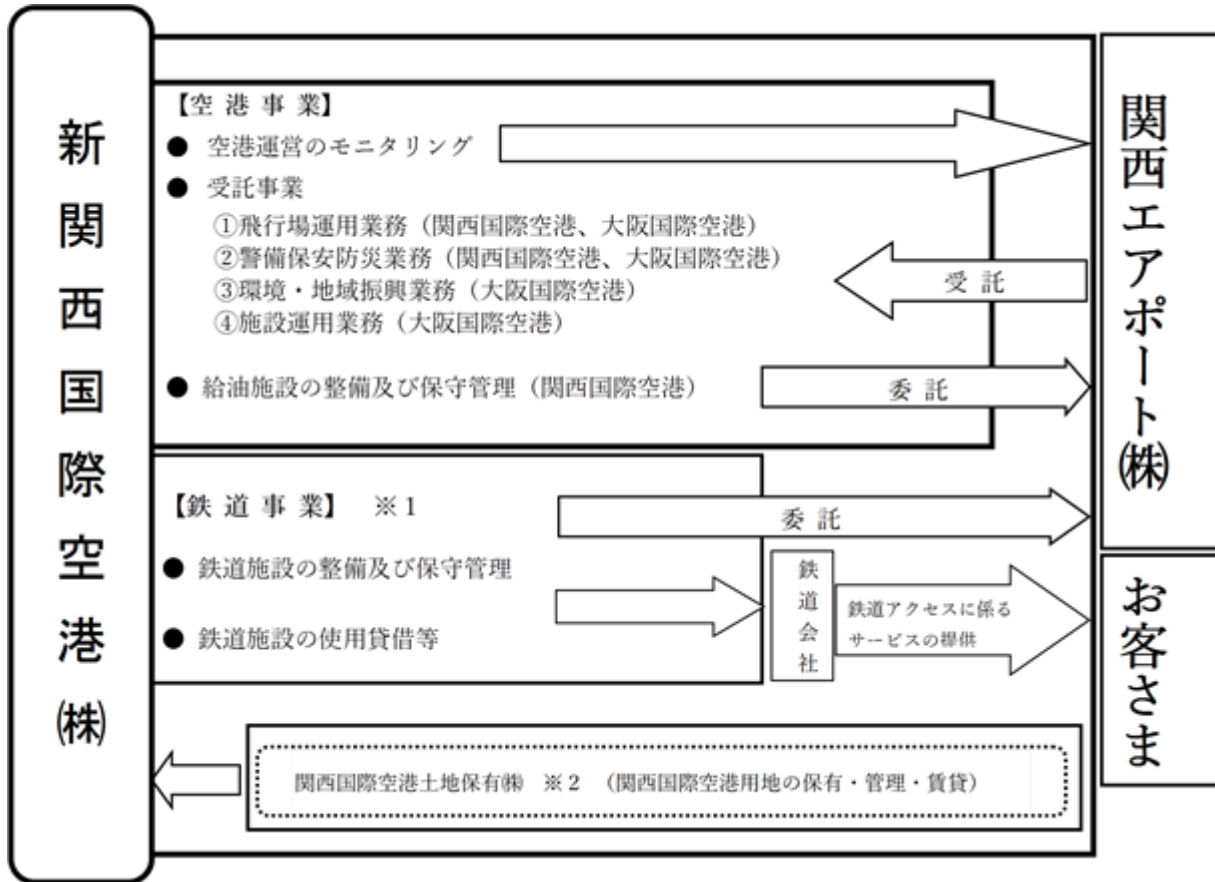 新関西国際空港㈱
【空 港 事 業】
● 空港運営のモニタリング
● 受託事業
①飛行場運用業務（関西国際空港、大阪国際空港）
②警備保安防災業務（関西国際空港、大阪国際空港）
③環境・地域振興業務（大阪国際空港）
④施設運用業務（大阪国際空港）
受 託
● 給油施設の整備及び保守管理（関西国際空港）
委 託
【鉄 道 事 業】 ※１
委 託
● 鉄道施設の整備及び保守管理
● 鉄道施設の使用貸借等
鉄道会社
鉄道アクセスに係る
サービスの提供
関西国際空港土地保有㈱ ※２ （関西国際空港用地の保有・管理・賃貸）
関西エアポート㈱
お客さま